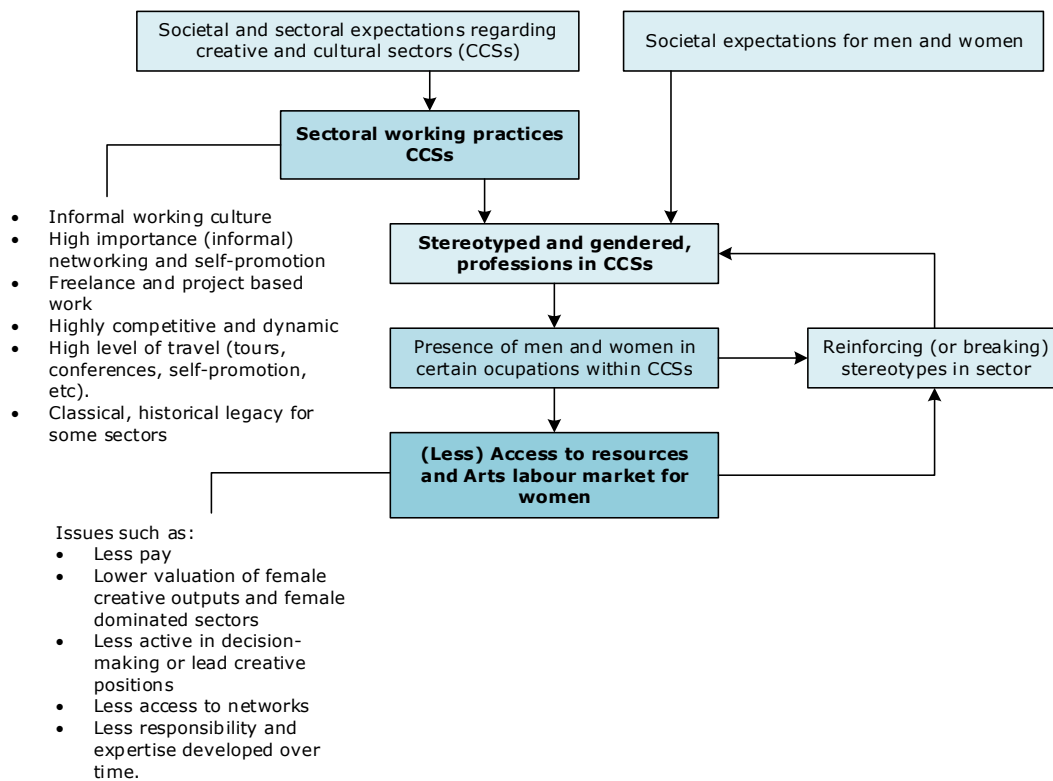 Societal and sectoral expectations regarding
creative and cultural sectors (CCSs)
Societal expectations for men and women
Sectoral working practices
CCSs
• Informal working culture
• High importance (informal)
networking and self-promotion
• Freelance and project based
work
• Highly competitive and dynamic
• High level of travel (tours,
conferences, self-promotion,
etc).
• Classical, historical legacy for
some sectors
Stereotyped and gendered,
professions in CCSs
Presence of men and women in
certain ocupations within CCSs
Reinforcing (or breaking)
stereotypes in sector
(Less) Access to resources
and Arts labour market for
women
Issues such as:
• Less pay
• Lower valuation of female
creative outputs and female
dominated sectors
• Less active in decision-
making or lead creative
positions
• Less access to networks
• Less responsibility and
expertise developed over
time.